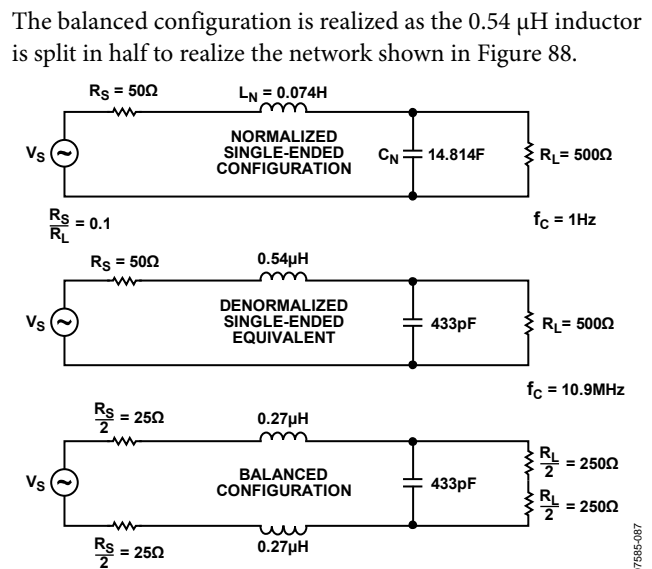 The balanced configuration is realized as the 0.54 µH inductor
is split in half to realize the network shown in Figure 88.
RS = 50Ω
LN = 0.074H
VS
NORMALIZED
SINGLE-ENDED
CONFIGURATION
CN
14.814F
RL= 500Ω
RS
RL
= 0.1
fC = 1Hz
RS = 50Ω
0.54µH
VS
DENORMALIZED
SINGLE-ENDED
EQUIVALENT
433pF
RL= 500Ω
fC = 10.9MHz
RS
2
= 25Ω
0.27µH
VS
BALANCED
CONFIGURATION
433pF
RL
2
= 250Ω
RL
2
= 250Ω
RS
2
= 25Ω
0.27µH